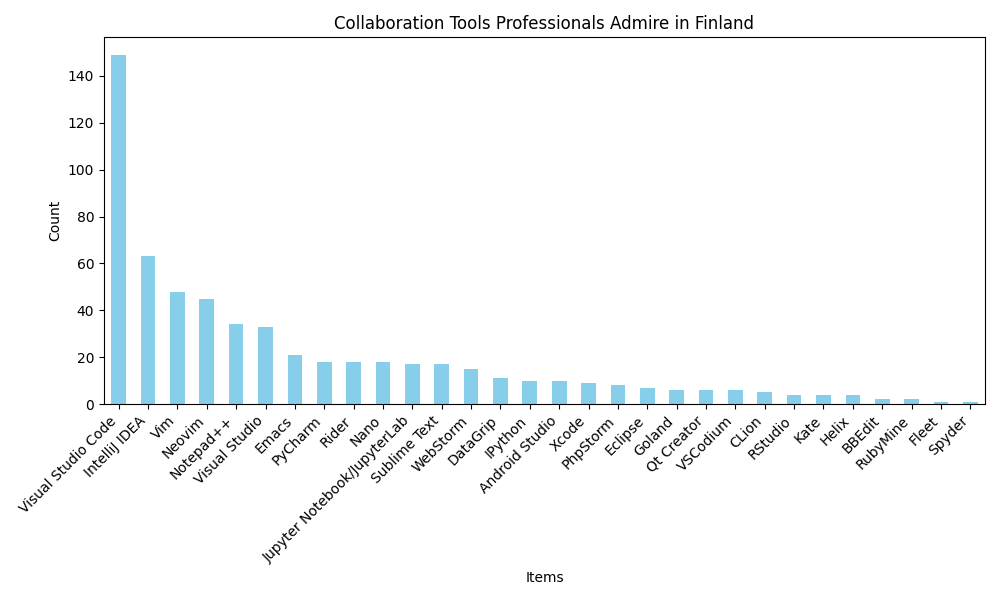 Collaboration Tools Professionals Admire in Finland
Count
140
120
100
80
60
40
20
0
Visual Studio Code
IntelliJ IDEA
Vim
Neovim
Notepad++
Visual Studio
Emacs
PyCharm
Rider
Nano
Jupyter Notebook/JupyterLab
Sublime Text
WebStorm
DataGrip
IPython
Android Studio
Xcode
PhpStorm
Eclipse
Goland
Qt Creator
VSCodium
CLion
RStudio
Kate
Helix
BBEdit
RubyMine
Fleet
Spyder
Items